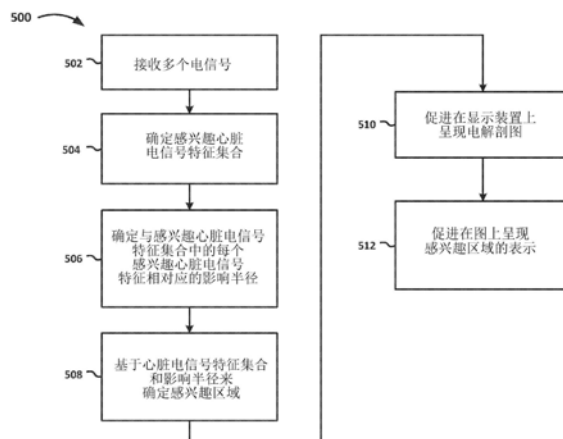 500
502
接收多个电信号
504
确定感兴趣心脏
电信号特征集合
506
确定与感兴趣心脏电信号
特征集合中的每个
感兴趣心脏电信号
特征相对应的影响半径
508
基于心脏电信号特征集合
和影响半径来
确定感兴趣区域
510
促进在显示装置上
呈现电解剖图
512
促进在图上呈现
感兴趣区域的表示